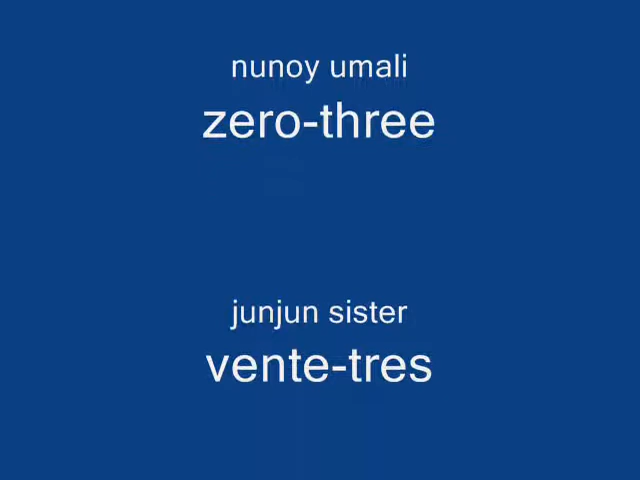 nunoy umali
zero-three
junjun sister
vente-tres